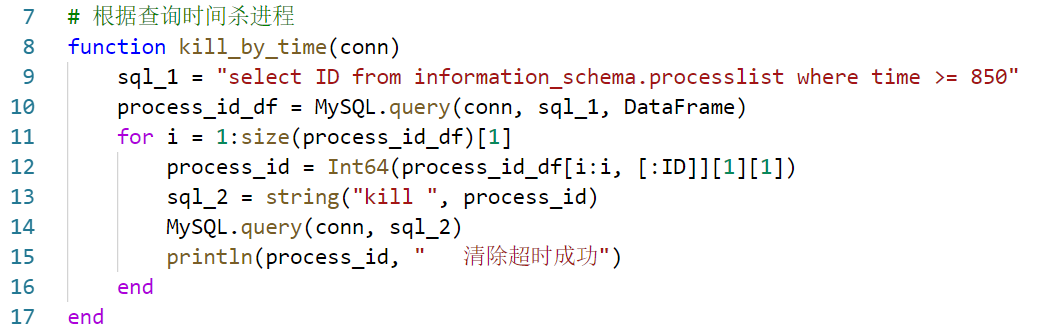 7 # 根据查询时间杀进程
8 function kill_by_time(conn)
9     sql_1 = "select ID from information_schema.processlist where time >= 850"
10     process_id_df = MySQL.query(conn, sql_1, DataFrame)
11     for i = 1:size(process_id_df)[1]
12         process_id = Int64(process_id_df[i:i, [:ID]][1][1])
13         sql_2 = string("kill ", process_id)
14         MySQL.query(conn, sql_2)
15         println(process_id, "   清除超时成功")
16     end
17 end